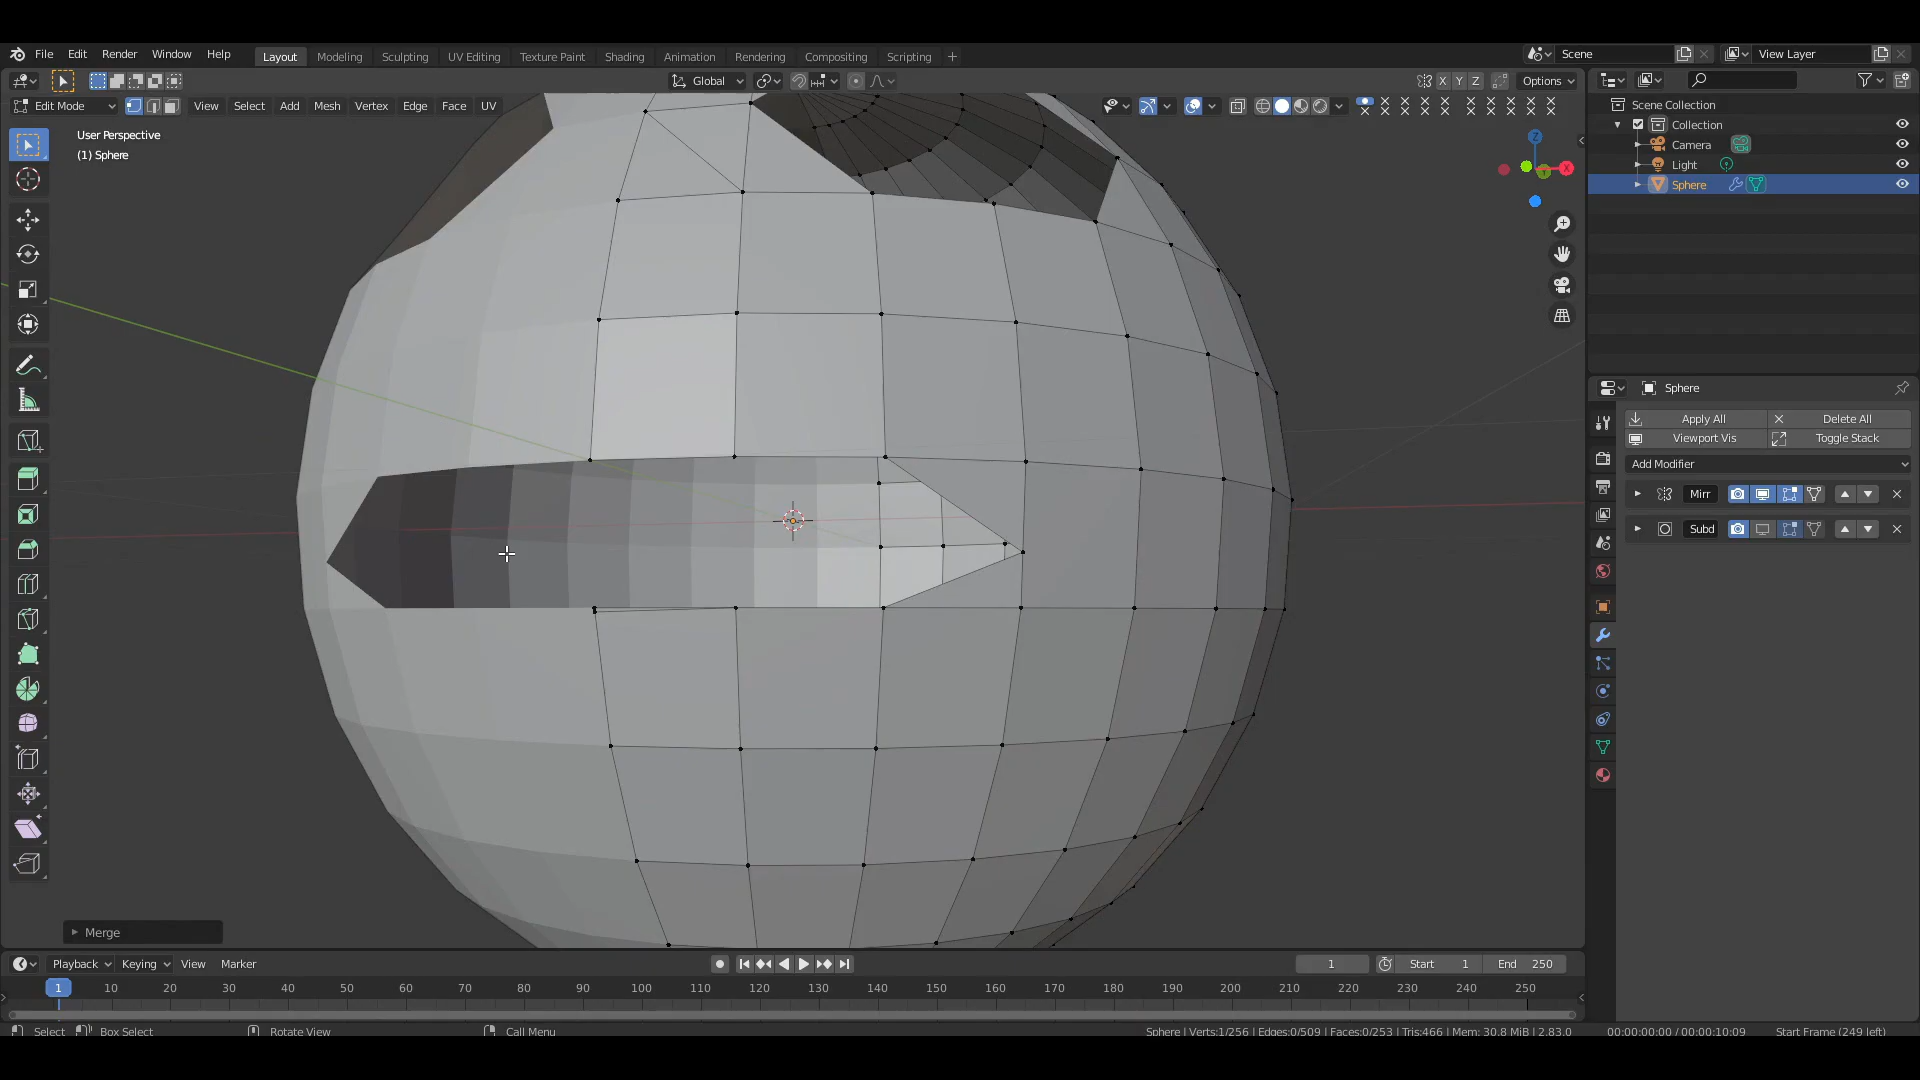 File Edit Render Window Help Layout Modeling Sculpting UV Editing Texture Paint Shading Animation Rendering Compositing Scripting + Scene View Layer
Global X Y Z Options
Edit Mode View Select Add Mesh Vertex Edge Face UV
User Perspective
(1) Sphere
Z
X
Y
Scene Collection
Collection
Camera
Light
Sphere
Sphere
Apply All Delete All
Viewport Vis Toggle Stack
Add Modifier
Mirr
Subd
Merge
Playback Keying View Marker 1 Start 1 End 250
1 10 20 30 40 50 60 70 80 90 100 110 120 130 140 150 160 170 180 190 200 210 220 230 240 250
Select Box Select Rotate View Call Menu Sphere | Verts:1/256 | Edges:0/509 | Faces:0/253 | Tris:466 | Mem: 30.8 MiB | 2.83.0 00:00:00:00 / 00:00:10:09 Start Frame (249 left)